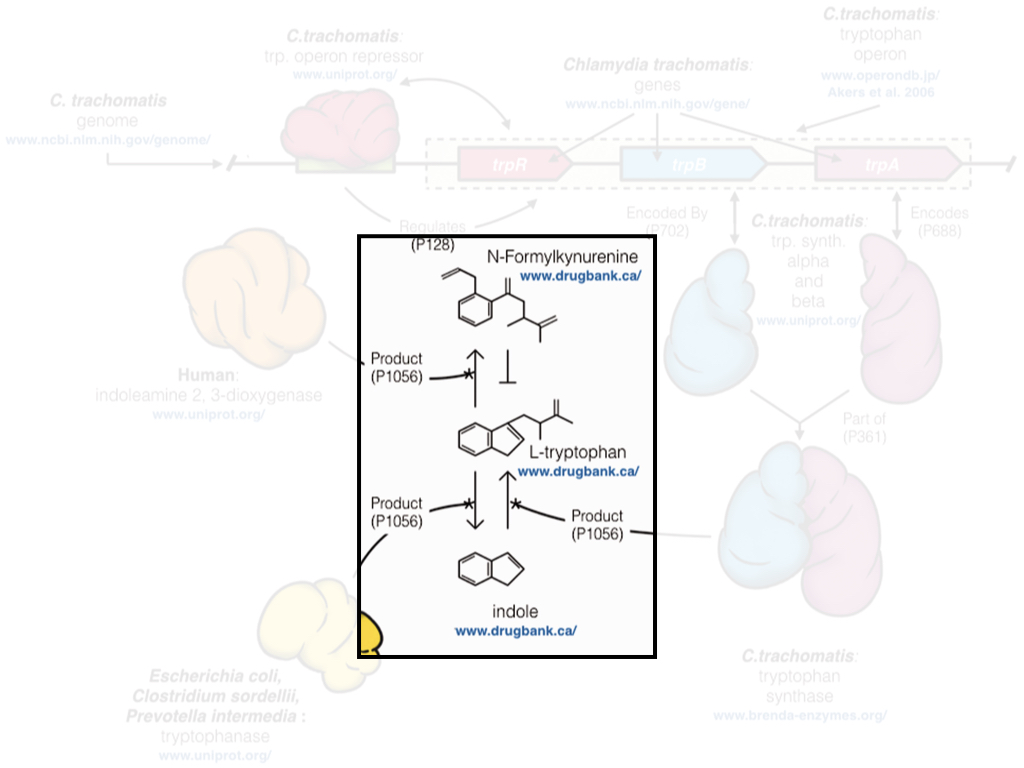 C.trachomatis:
tryptophan
operon
www.operondb.jp/
Akers et al. 2006
C.trachomatis:
trp. operon repressor
www.uniprot.org/
Chlamydia trachomatis:
genes
www.ncbi.nlm.nih.gov/gene/
C. trachomatis
genome
www.ncbi.nlm.nih.gov/genome/
trpR
trpB
trpA
Regulates
(P128)
Encoded By
(P702)
C.trachomatis:
trp. synth.
alpha
and
beta
www.uniprot.org/
Encodes
(P688)
N-Formylkynurenine
www.drugbank.ca/
Human:
indoleamine 2, 3-dioxygenase
www.uniprot.org/
Product
(P1056)
L-tryptophan
www.drugbank.ca/
Part of
(P361)
Product
(P1056)
Product
(P1056)
indole
www.drugbank.ca/
Escherichia coli,
Clostridium sordellii,
Prevotella intermedia :
tryptophanase
www.uniprot.org/
C.trachomatis:
tryptophan
synthase
www.brenda-enzymes.org/